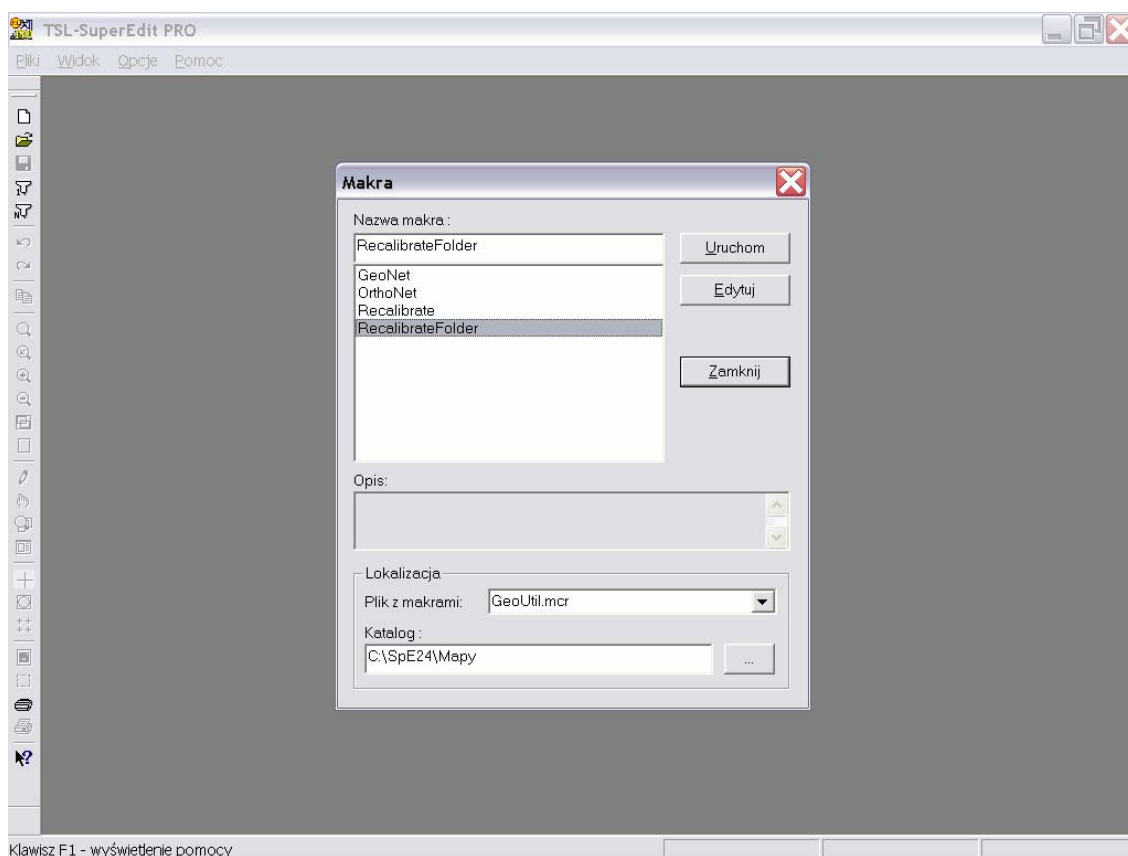 TSL-SuperEdit PRO
Pliki Widok Opcje Pomoc
Makra
Nazwa makra :
RecalibrateFolder
Uruchom
GeoNet
OrthoNet
Recalibrate
RecalibrateFolder
Edytuj
Zamknij
Opis:
Lokalizacja
Plik z makrami: GeoUtil.mcr
Katalog :
C:\SpE24\Mapy
...
Klawisz F1 - wyświetlenie pomocy